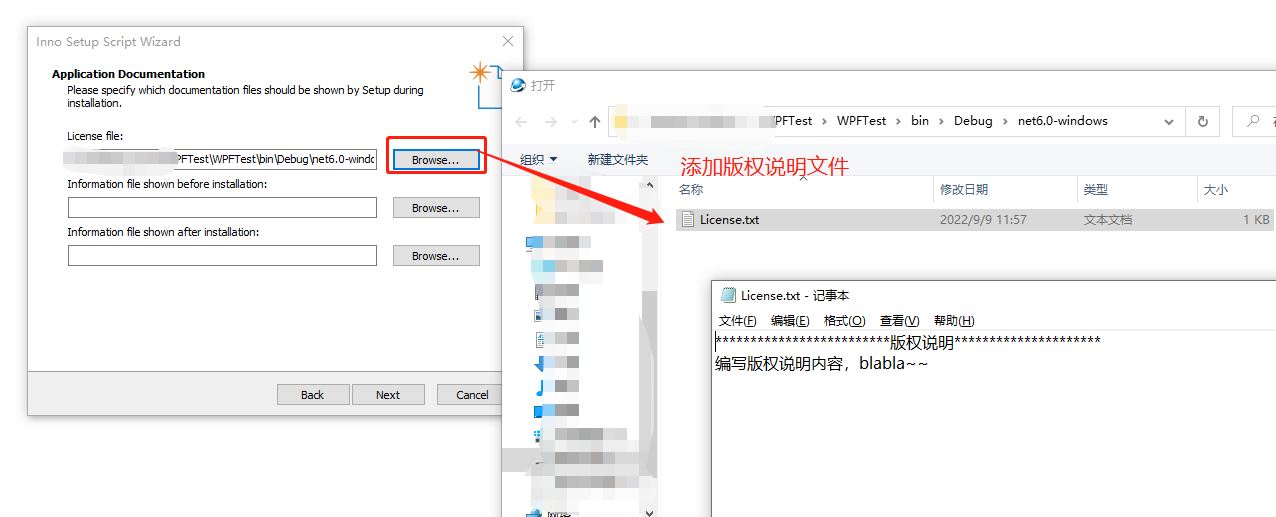 Inno Setup Script Wizard
Application Documentation
Please specify which documentation files should be shown by Setup during
installation.
License file:
PFTest\WPFTest\bin\Debug\net6.0-windo
Browse...
Information file shown before installation:
Browse...
Information file shown after installation:
Browse...
Back
Next
Cancel
打开
PFTest
WPFTest
bin
Debug
net6.0-windows
组织
新建文件夹
添加版权说明文件
名称
修改日期
类型
大小
License.txt
2022/9/9 11:57
文本文档
1 KB
License.txt - 记事本
文件(F) 编辑(E) 格式(O) 查看(V) 帮助(H)
*************************版权说明*********************
编写版权说明内容，blabla~~